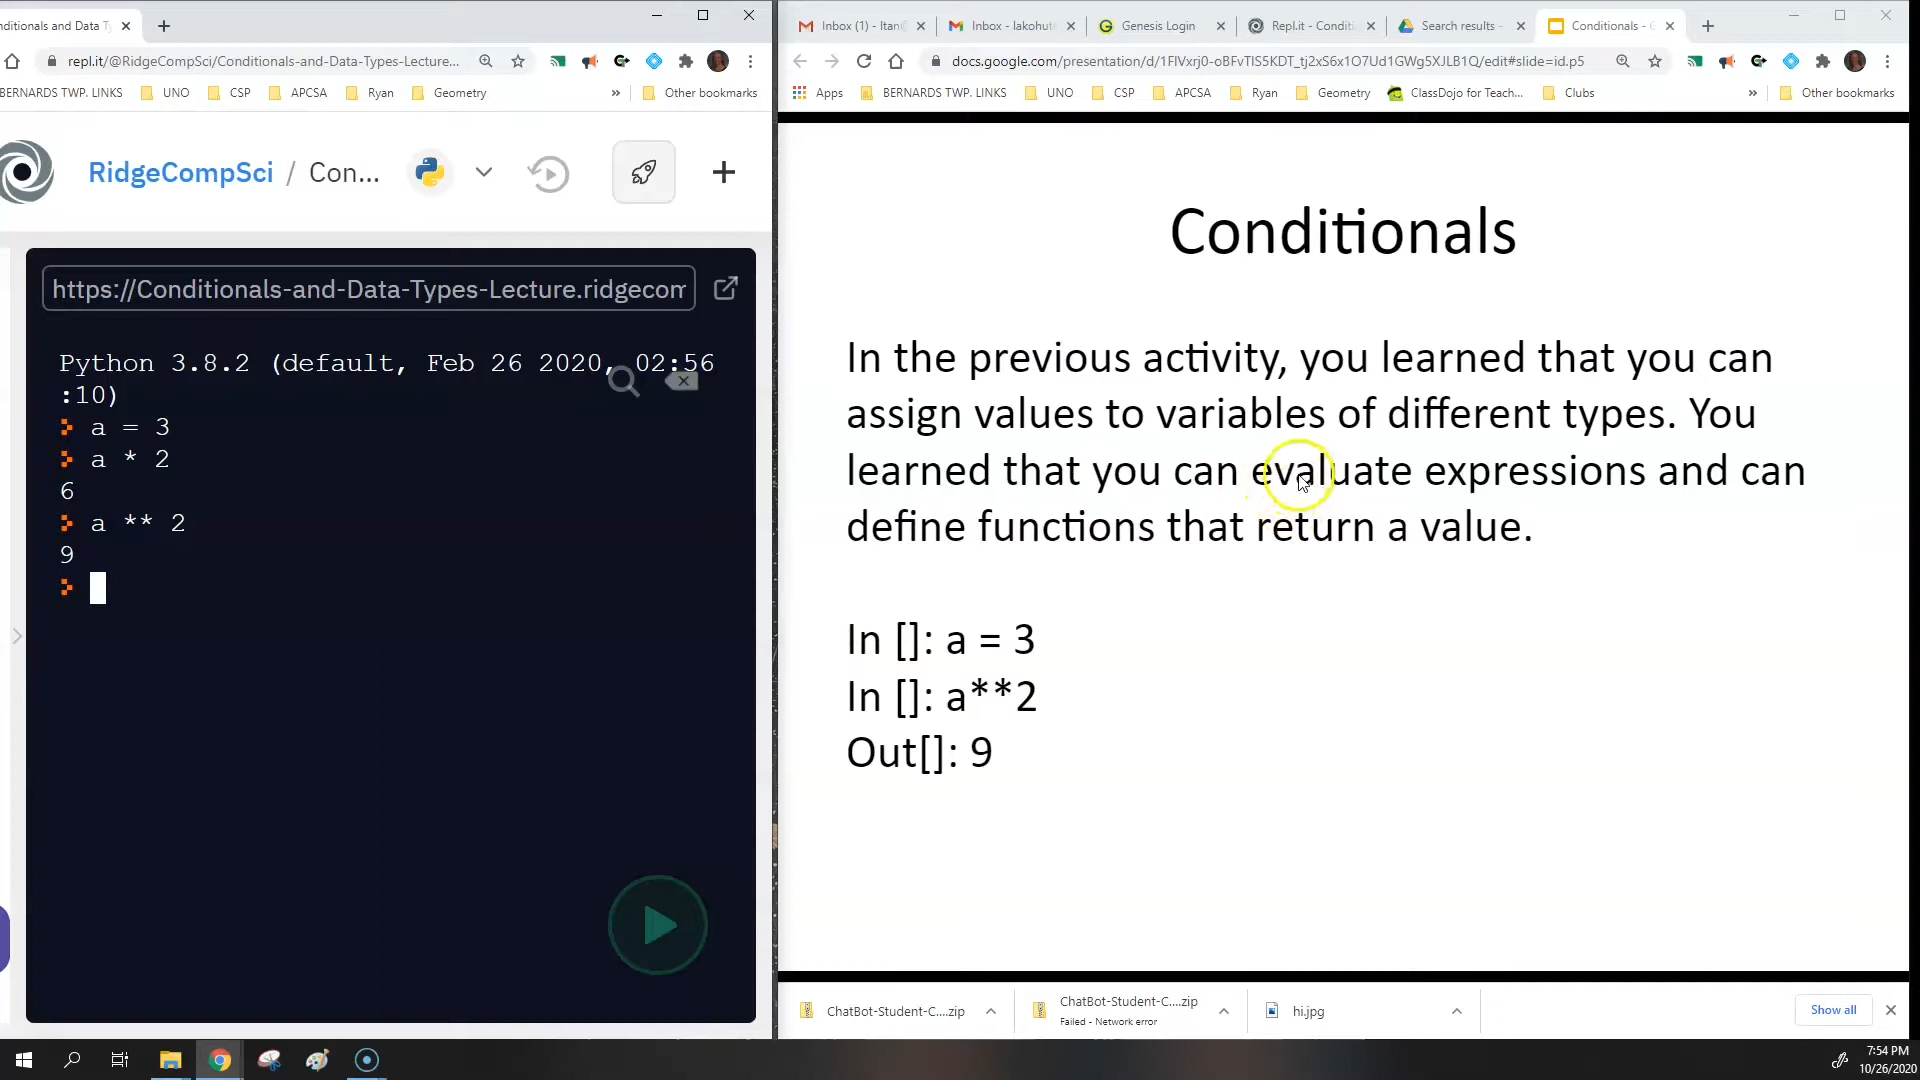 nditionals and Data T
repl.it/@RidgeCompSci/Conditionals-and-Data-Types-Lecture...
BERNARDS TWP. LINKS UNO CSP APCSA Ryan Geometry » Other bookmarks
RidgeCompSci / Con...
https://Conditionals-and-Data-Types-Lecture.ridgecom
Python 3.8.2 (default, Feb 26 2020, 02:56
:10)
a = 3
a * 2
6
a ** 2
9
Inbox (1) - ltan@ Inbox - lakohute Genesis Login Repl.it - Conditi Search results - Conditionals - G
docs.google.com/presentation/d/1FlVxrj0-oBFvTlS5KDT_tj2xS6x1O7Ud1GWg5XJLB1Q/edit#slide=id.p5
Apps BERNARDS TWP. LINKS UNO CSP APCSA Ryan Geometry ClassDojo for Teach... Clubs » Other bookmarks
Conditionals
In the previous activity, you learned that you can
assign values to variables of different types. You
learned that you can evaluate expressions and can
define functions that return a value.
In []: a = 3
In []: a**2
Out[]: 9
ChatBot-Student-C....zip
ChatBot-Student-C....zip
Failed - Network error
hi.jpg
Show all
7:54 PM
10/26/2020